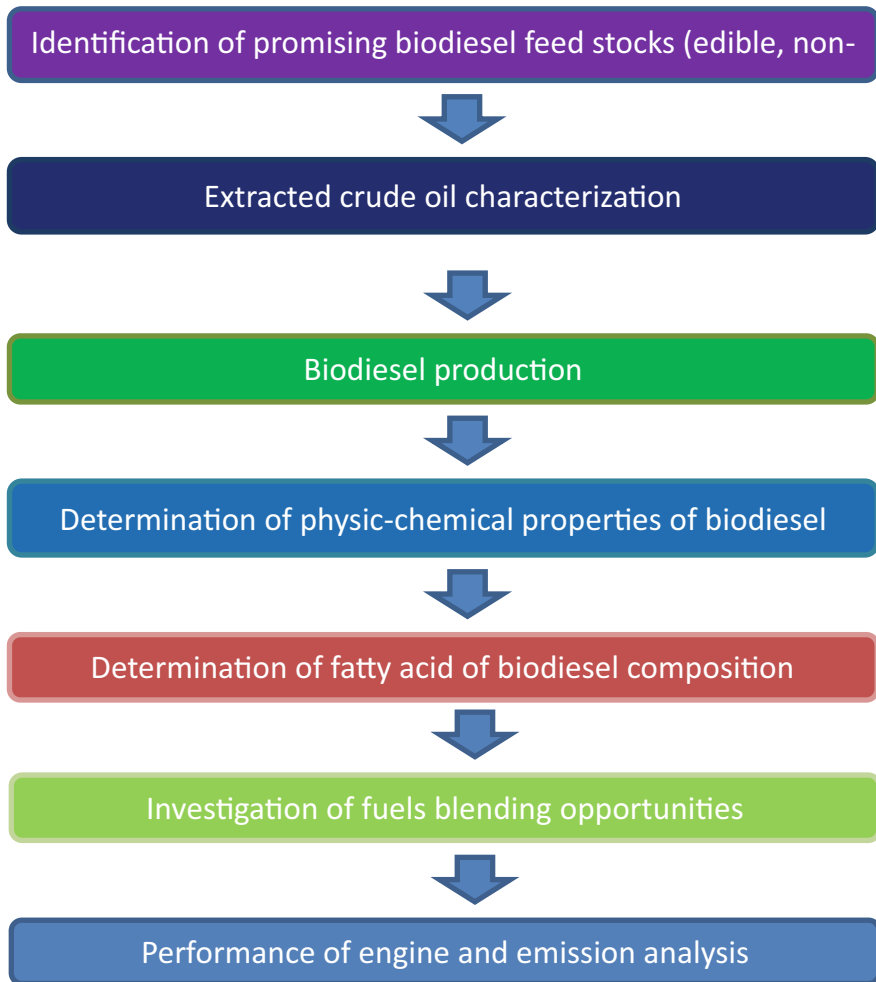 Identification of promising biodiesel feed stocks (edible, non-
Extracted crude oil characterization
Biodiesel production
Determination of physic-chemical properties of biodiesel
Determination of fatty acid of biodiesel composition
Investigation of fuels blending opportunities
Performance of engine and emission analysis